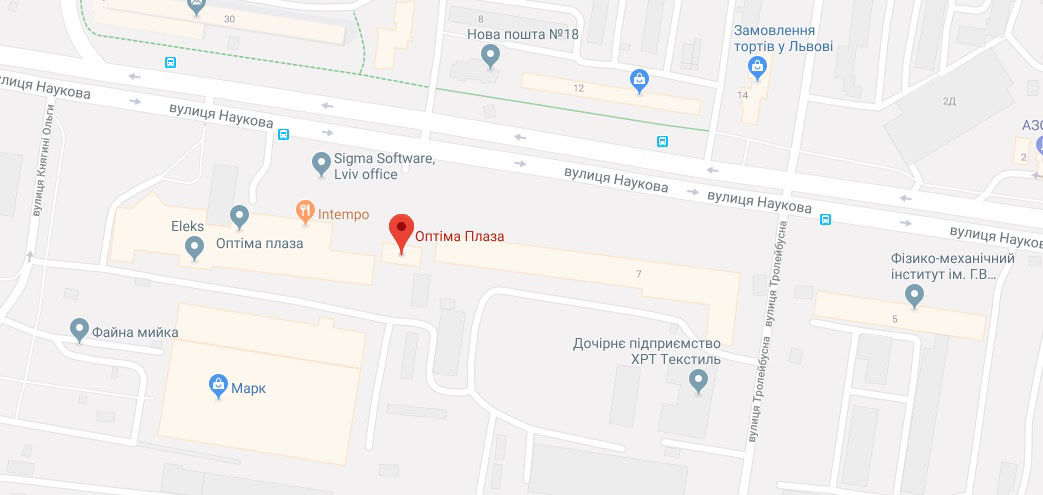 30
8
Нова пошта №18
Замовлення
тортів у Львові
12
14
2Д
АЗС
2
вулиця Наукова
вулиця Наукова
вулиця Княгині Ольги
Sigma Software,
Lviv office
вулиця Наукова
вулиця Наукова
вулиця Наукова
Intempo
Eleks
Оптіма плаза
Оптіма Плаза
7
вулиця Тролейбусна
вулиця Тролейбусна
Фізико-механічний
інститут ім. Г.В...
5
Файна мийка
Дочірнє підприємство
ХРТ Текстиль
Марк